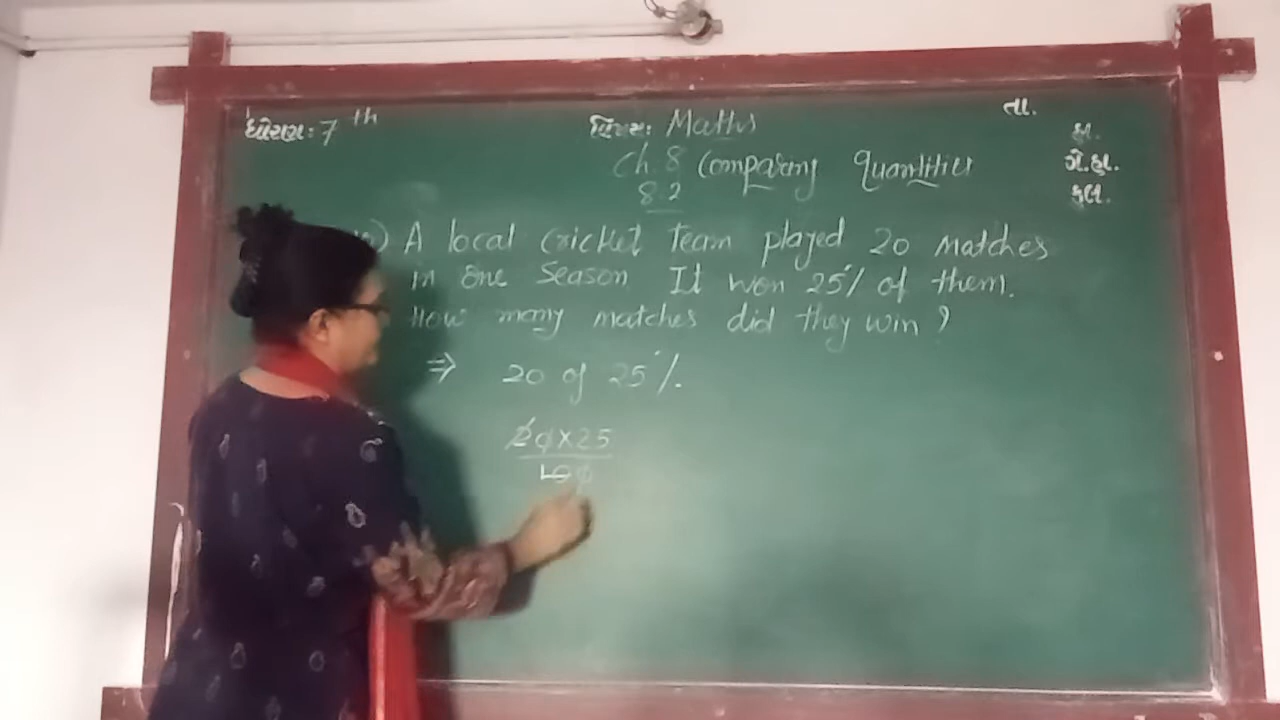 ધોરણ: 7th
વિષય: Maths
તા.
હા.
ગે.હા.
કુલ.
Ch. 8 Comparing Quantities
8.2
A local cricket team played 20 matches
in one season It won 25% of them.
How many matches did they win ?
⇒ 20 of 25%.
20×25
100